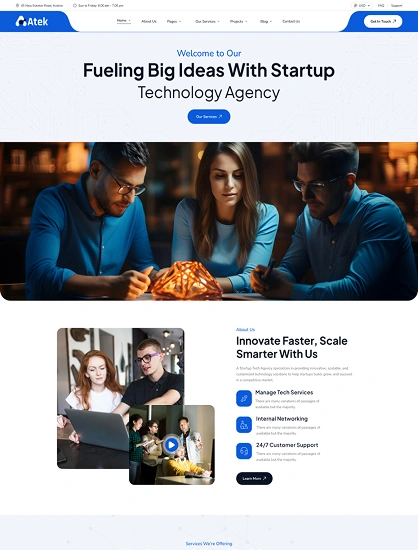 Sun to Friday: 8.00 am - 7.00 pm
USD
FAQ
Support
Atek
Home
About Us
Pages
Our Services
Projects
Blog
Contact Us
Get In Touch
Welcome to Our
Fueling Big Ideas With Startup
Technology Agency
Our Services
About Us
Innovate Faster, Scale
Smarter With Us
A Startup Tech Agency specializes in providing innovative, scalable, and
customized technology solutions to help startups faster grow, and succeed
in a competitive market.
Manage Tech Services
There are many variations of passages of
available but the majority.
Internal Networking
There are many variations of passages of
available but the majority.
24/7 Customer Support
There are many variations of passages of
available but the majority.
Learn More
Services We're Offering